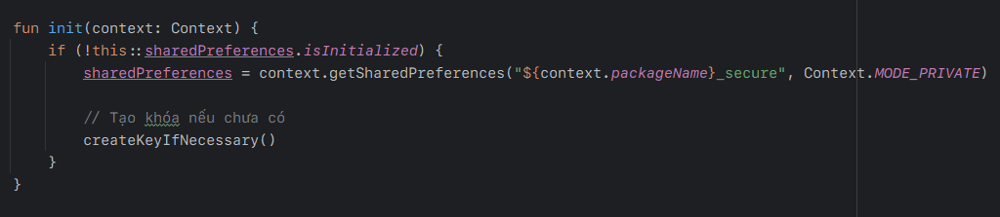 fun init(context: Context) {
    if (!this::sharedPreferences.isInitialized) {
        sharedPreferences = context.getSharedPreferences("${context.packageName}_secure", Context.MODE_PRIVATE)

        // Tạo khóa nếu chưa có
        createKeyIfNecessary()
    }
}